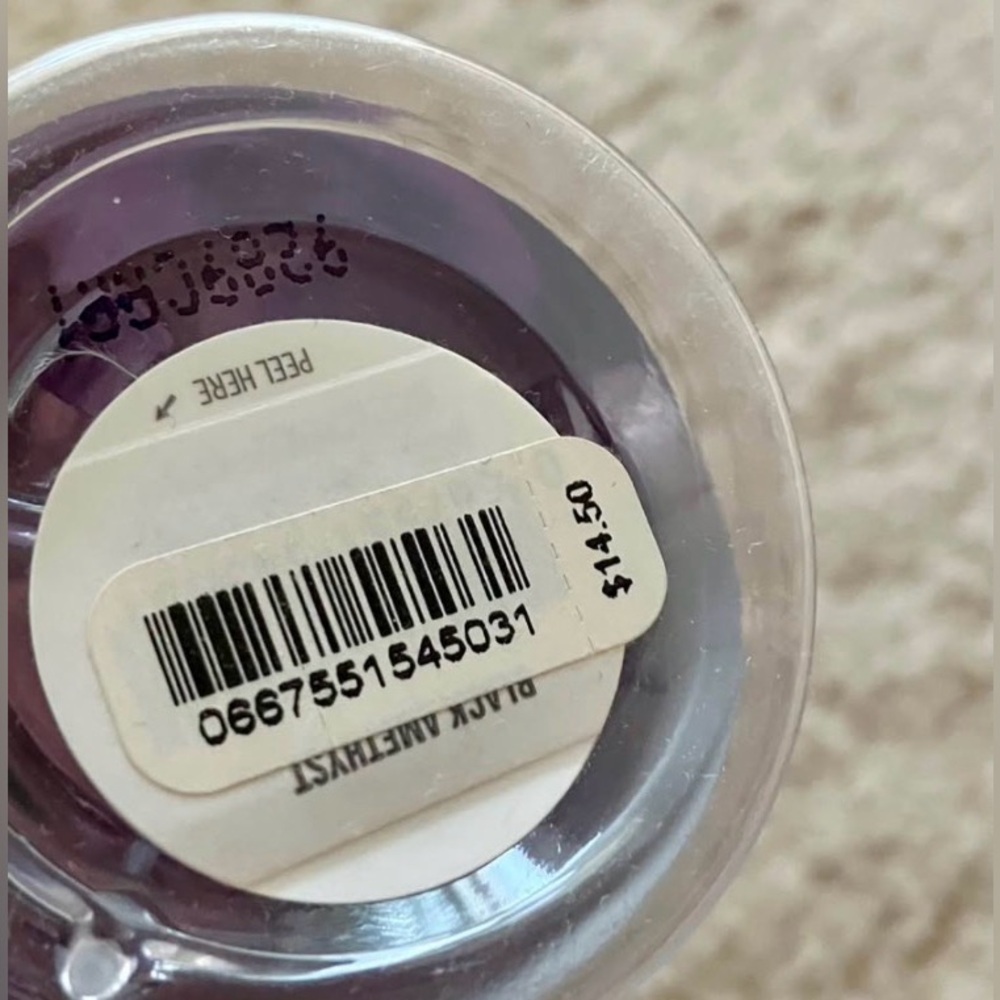 PEEL HERE
$14.50
0667551545031
BLACK AMETHYST